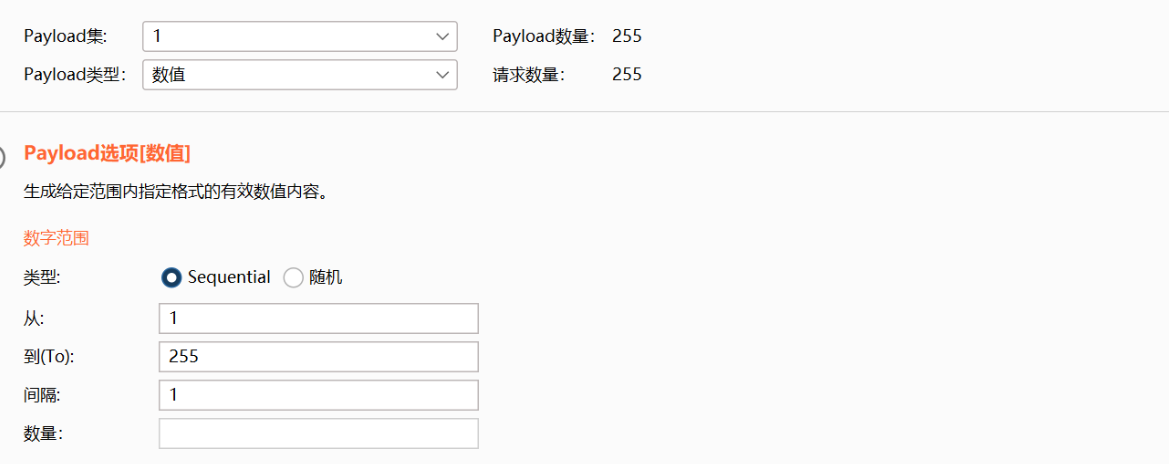 Payload集: 1 Payload数量: 255
Payload类型: 数值 请求数量: 255
Payload选项[数值]
生成给定范围内指定格式的有效数值内容。
数字范围
类型: Sequential 随机
从: 1
到(To): 255
间隔: 1
数量: